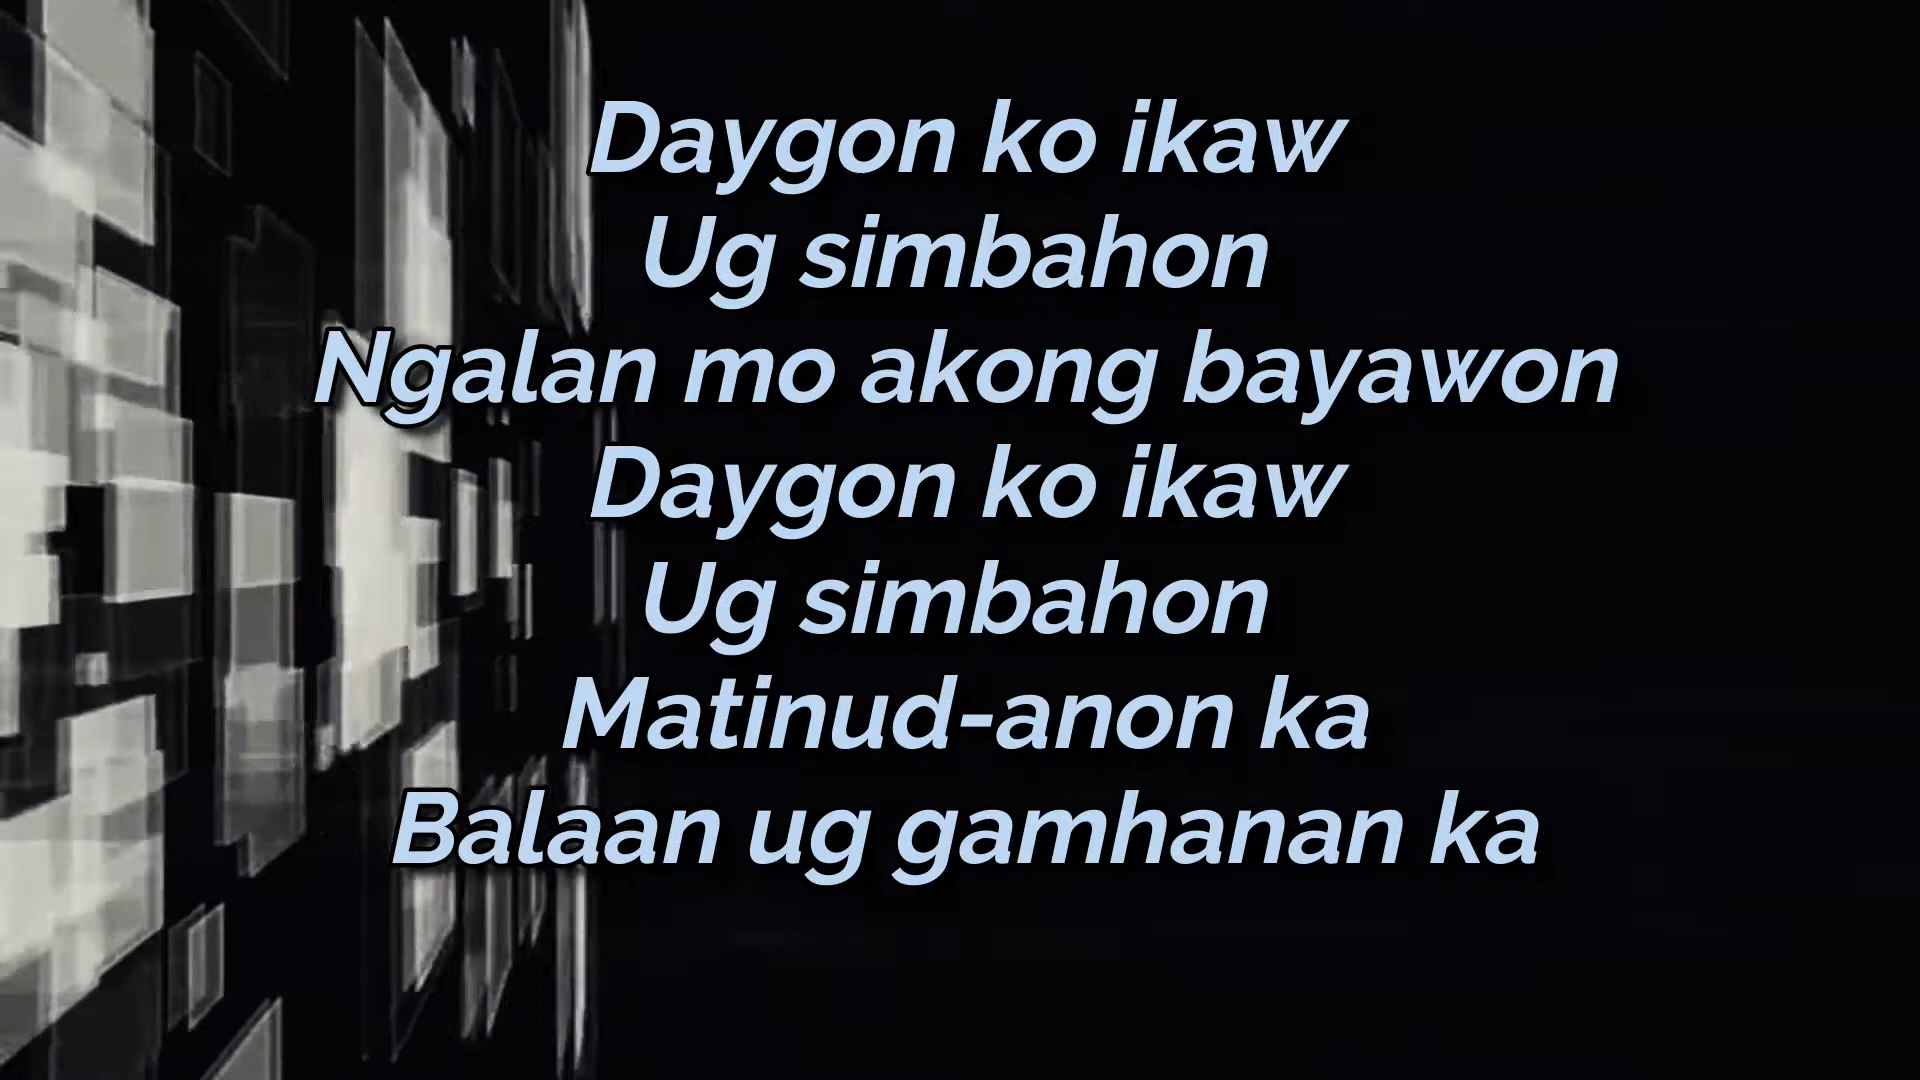 Daygon ko ikaw
Ug simbahon
Ngalan mo akong bayawon
Daygon ko ikaw
Ug simbahon
Matinud-anon ka
Balaan ug gamhanan ka